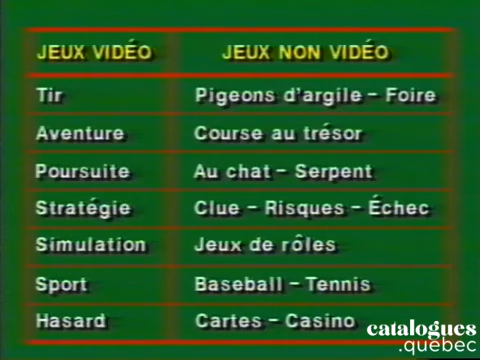 JEUX VIDÉO JEUX NON VIDÉO
Tir Pigeons d'argile - Foire
Aventure Course au trésor
Poursuite Au chat - Serpent
Stratégie Clue - Risques - Échec
Simulation Jeux de rôles
Sport Baseball - Tennis
Hasard Cartes - Casino
catalogues
.québec